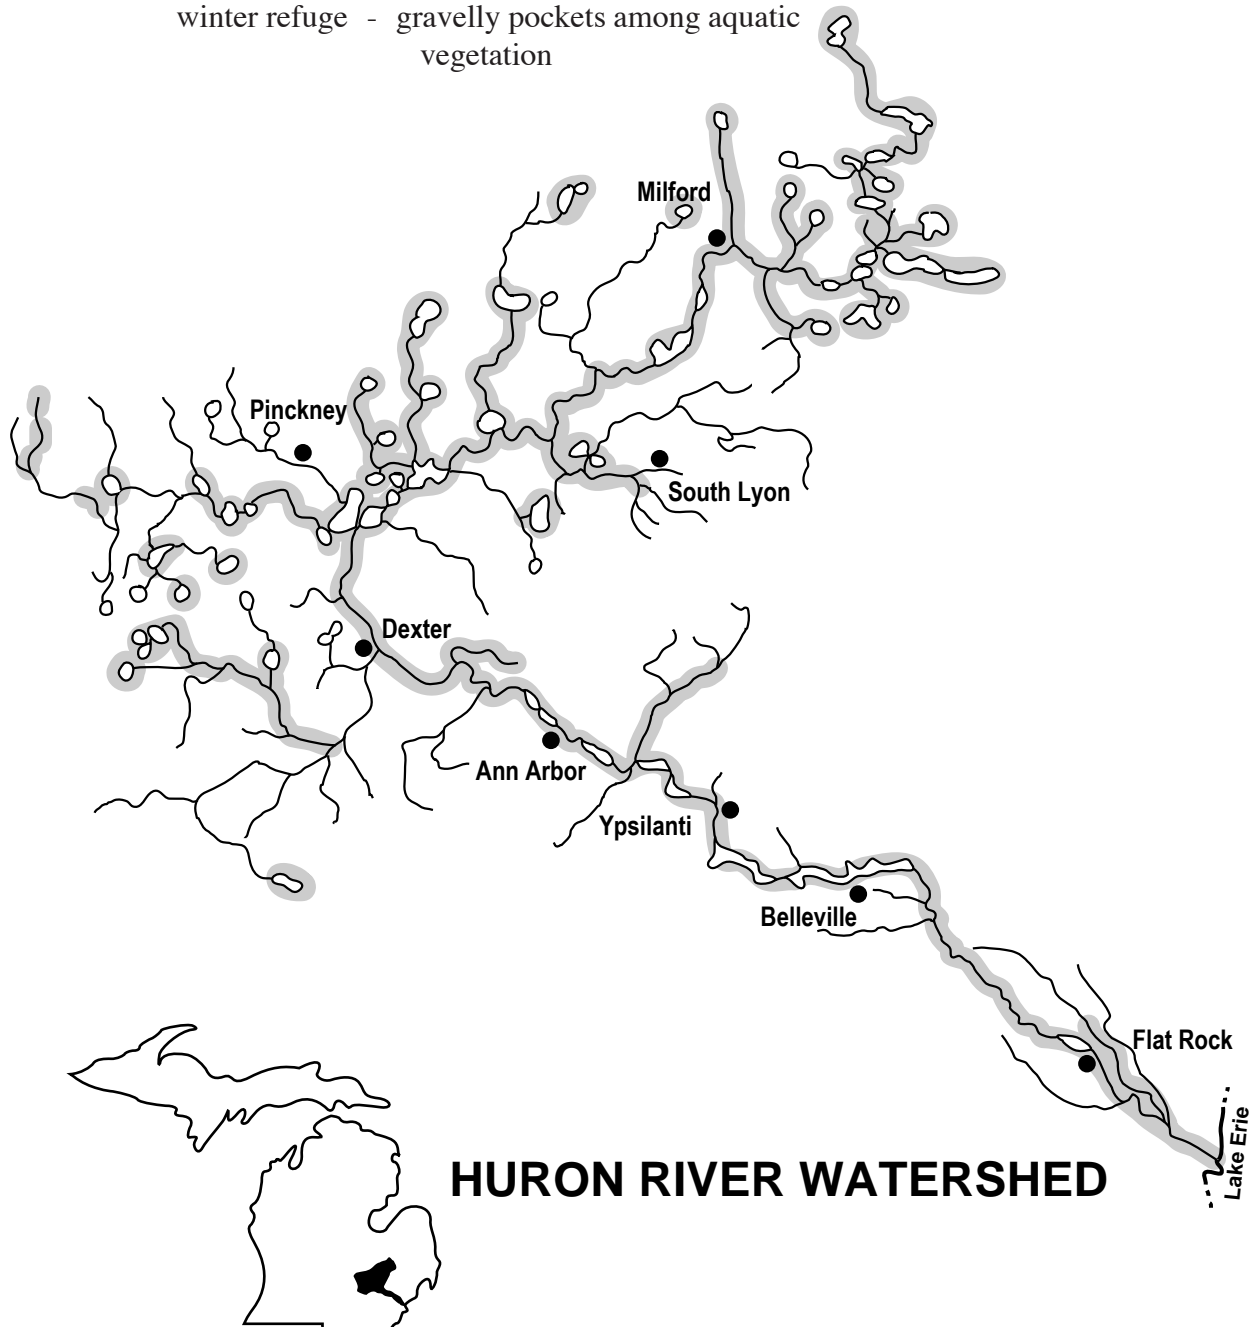 winter refuge - gravelly pockets among aquatic
vegetation
Milford
Pinckney
South Lyon
Dexter
Ann Arbor
Ypsilanti
Belleville
Flat Rock
Lake Erie
HURON RIVER WATERSHED